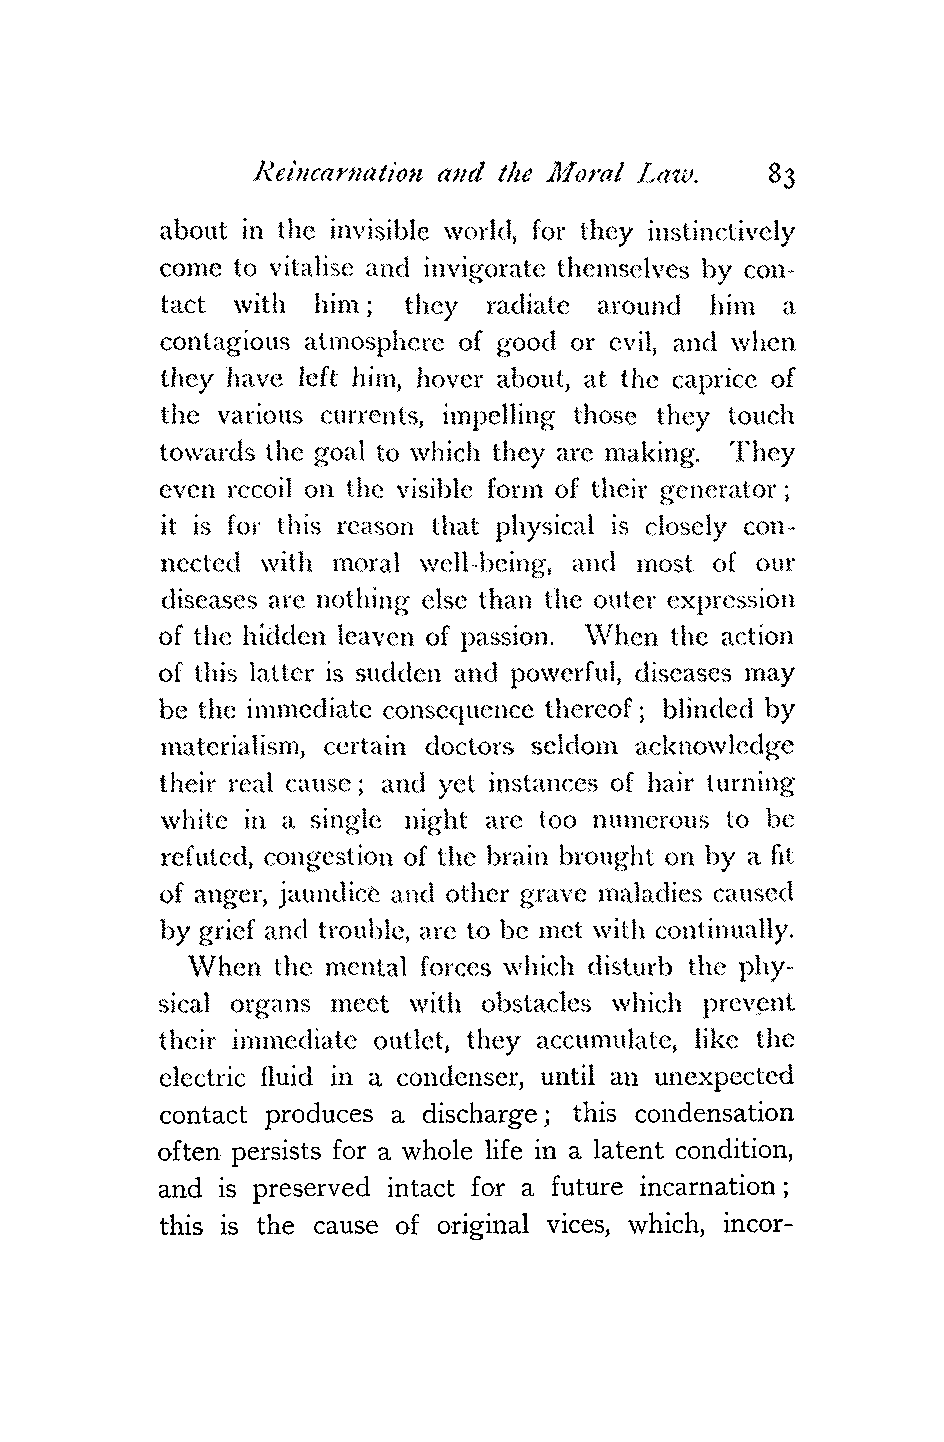 Reincarnation and the Moral Law. 83
about in the invisible world, for they instinctively
come to vitalise and invigorate themselves by con-
tact with him; they radiate around him a
contagious atmosphere of good or evil, and when
they have left him, hover about, at the caprice of
the various currents, impelling those they touch
towards the goal to which they are making. They
even recoil on the visible form of their generator;
it is for this reason that physical is closely con-
nected with moral well-being, and most of our
diseases are nothing else than the outer expression
of the hidden leaven of passion. When the action
of this latter is sudden and powerful, diseases may
be the immediate consequence thereof; blinded by
materialism, certain doctors seldom acknowledge
their real cause; and yet instances of hair turning
white in a single night are too numerous to be
refuted, congestion of the brain brought on by a fit
of anger, jaundice and other grave maladies caused
by grief and trouble, are to be met with continually.
When the mental forces which disturb the phy-
sical organs meet with obstacles which prevent
their immediate outlet, they accumulate, like the
electric fluid in a condenser, until an unexpected
contact produces a discharge; this condensation
often persists for a whole life in a latent condition,
and is preserved intact for a future incarnation;
this is the cause of original vices, which, incor-